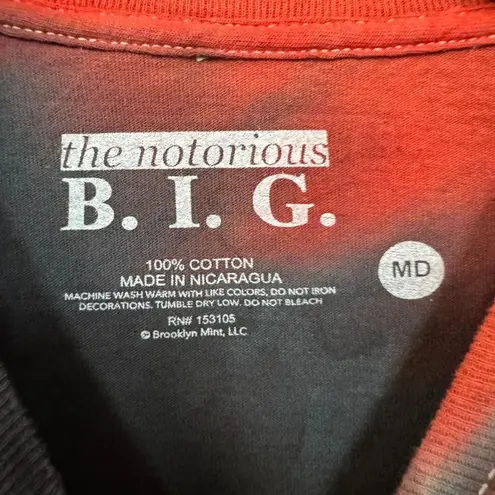 the notorious
B. I. G.
100% COTTON
MADE IN NICARAGUA
MD
MACHINE WASH WARM WITH LIKE COLORS, DO NOT IRON
DECORATIONS. TUMBLE DRY LOW. DO NOT BLEACH
RN# 153105
© Brooklyn Mint, LLC